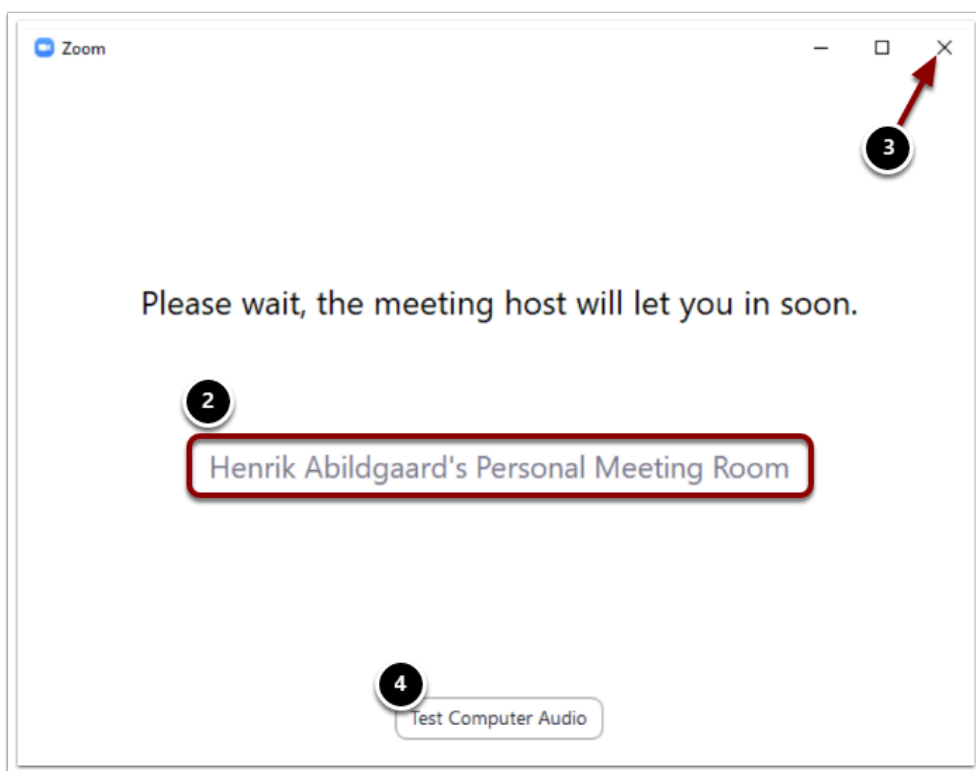 Zoom
3
Please wait, the meeting host will let you in soon.
2
Henrik Abildgaard's Personal Meeting Room
4
Test Computer Audio